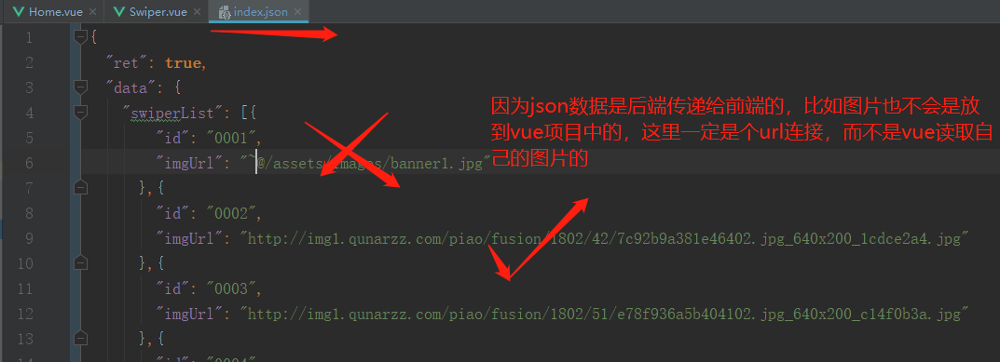 Home.vue × Swiper.vue × index.json ×
1 {
2 "ret": true,
3 "data": {
4 "swiperList": [{
5 "id": "0001",
6 "imgUrl": "`@/assets/images/banner1.jpg"
7 },{
8 "id": "0002",
9 "imgUrl": "http://img1.qunarzz.com/piao/fusion/1802/42/7c92b9a381e46402.jpg_640x200_1cdce2a4.jpg"
10 },{
11 "id": "0003",
12 "imgUrl": "http://img1.qunarzz.com/piao/fusion/1802/51/e78f936a5b404102.jpg_640x200_c14f0b3a.jpg"
13 },{
14 "id": "0004"
因为json数据是后端传递给前端的，比如图片也不会是放
到vue项目中的，这里一定是个url连接，而不是vue读取自
己的图片的